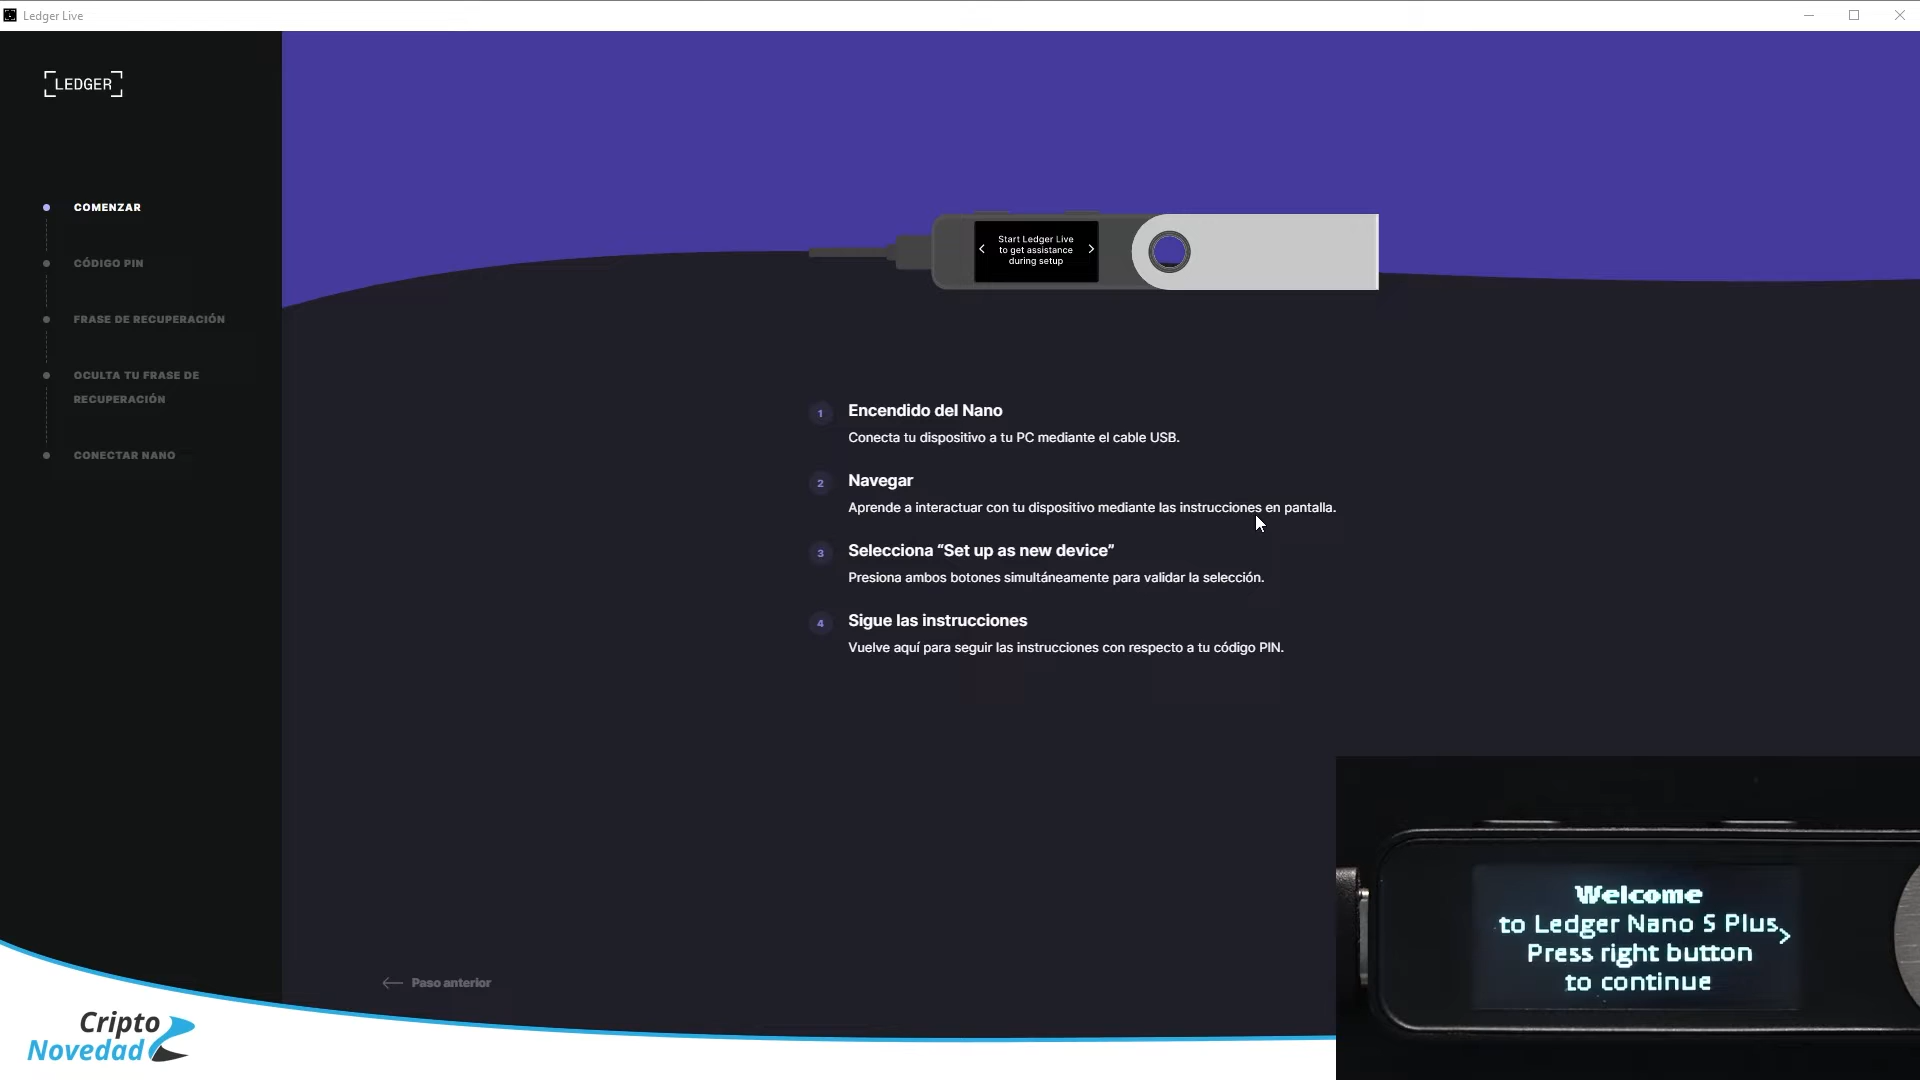 Ledger Live
LEDGER
COMENZAR
CÓDIGO PIN
FRASE DE RECUPERACIÓN
OCULTA TU FRASE DE
RECUPERACIÓN
CONECTAR NANO
Start Ledger Live
to get assistance
during setup
1 Encendido del Nano
Conecta tu dispositivo a tu PC mediante el cable USB.
2 Navegar
Aprende a interactuar con tu dispositivo mediante las instrucciones en pantalla.
3 Selecciona “Set up as new device”
Presiona ambos botones simultáneamente para validar la selección.
4 Sigue las instrucciones
Vuelve aquí para seguir las instrucciones con respecto a tu código PIN.
Paso anterior
Cripto
Novedad
Welcome
to Ledger Nano S Plus
Press right button
to continue